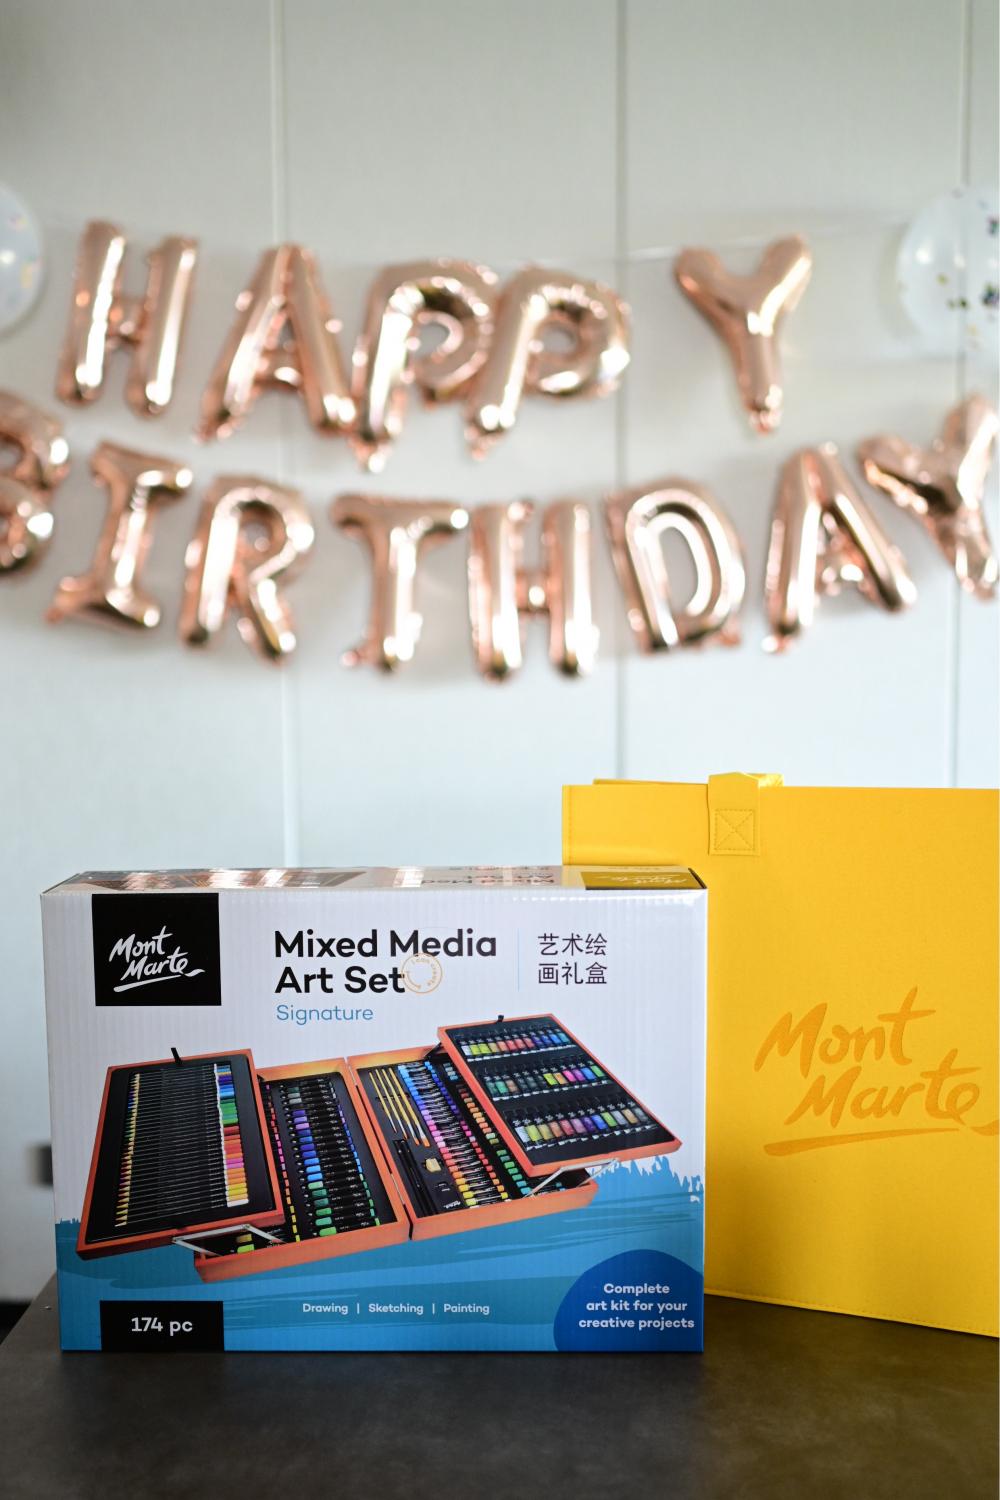 HAPPY
BIRTHDAY
Mont
Marte
Mixed Media
Art Set
Signature
艺术绘
画礼盒
174 pc
Drawing | Sketching | Painting
Complete
art kit for your
creative projects
Mont
Marte